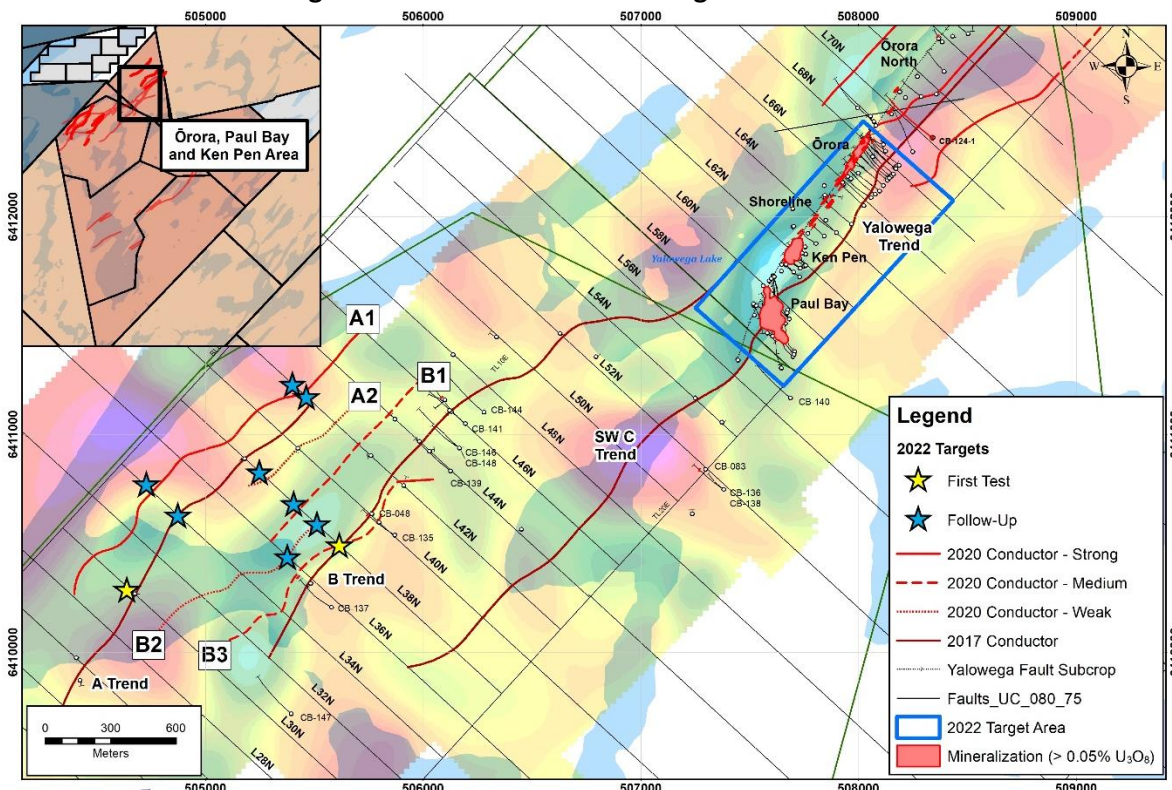 505000
506000
507000
508000
509000
Ōrora, Paul Bay
and Ken Pen Area
N
W
E
S
L70N
L68N
L66N
L64N
L62N
L60N
L58N
L56N
L54N
L52N
L50N
L48N
L46N
L44N
L42N
L40N
L38N
L36N
L34N
L32N
L30N
L28N
Ōrora
North
Ōrora
CB-124-1
Shoreline
Yalowega
Trend
Ken Pen
Paul Bay
Yalowega Lake
6412000
6411000
6410000
A1
A2
B1
TL10E
CB-144
CB-141
CB-146
CB-148
CB-139
CB-140
SW C
Trend
CB-083
CB-136
CB-138
TL20E
CB-048
CB-135
B Trend
CB-137
B2
B3
A Trend
CB-147
0 300 600
Meters
Legend
2022 Targets
First Test
Follow-Up
2020 Conductor - Strong
2020 Conductor - Medium
2020 Conductor - Weak
2017 Conductor
Yalowega Fault Subcrop
Faults_UC_080_75
2022 Target Area
Mineralization (> 0.05% U₃O₈)
505000
506000
507000
508000
509000